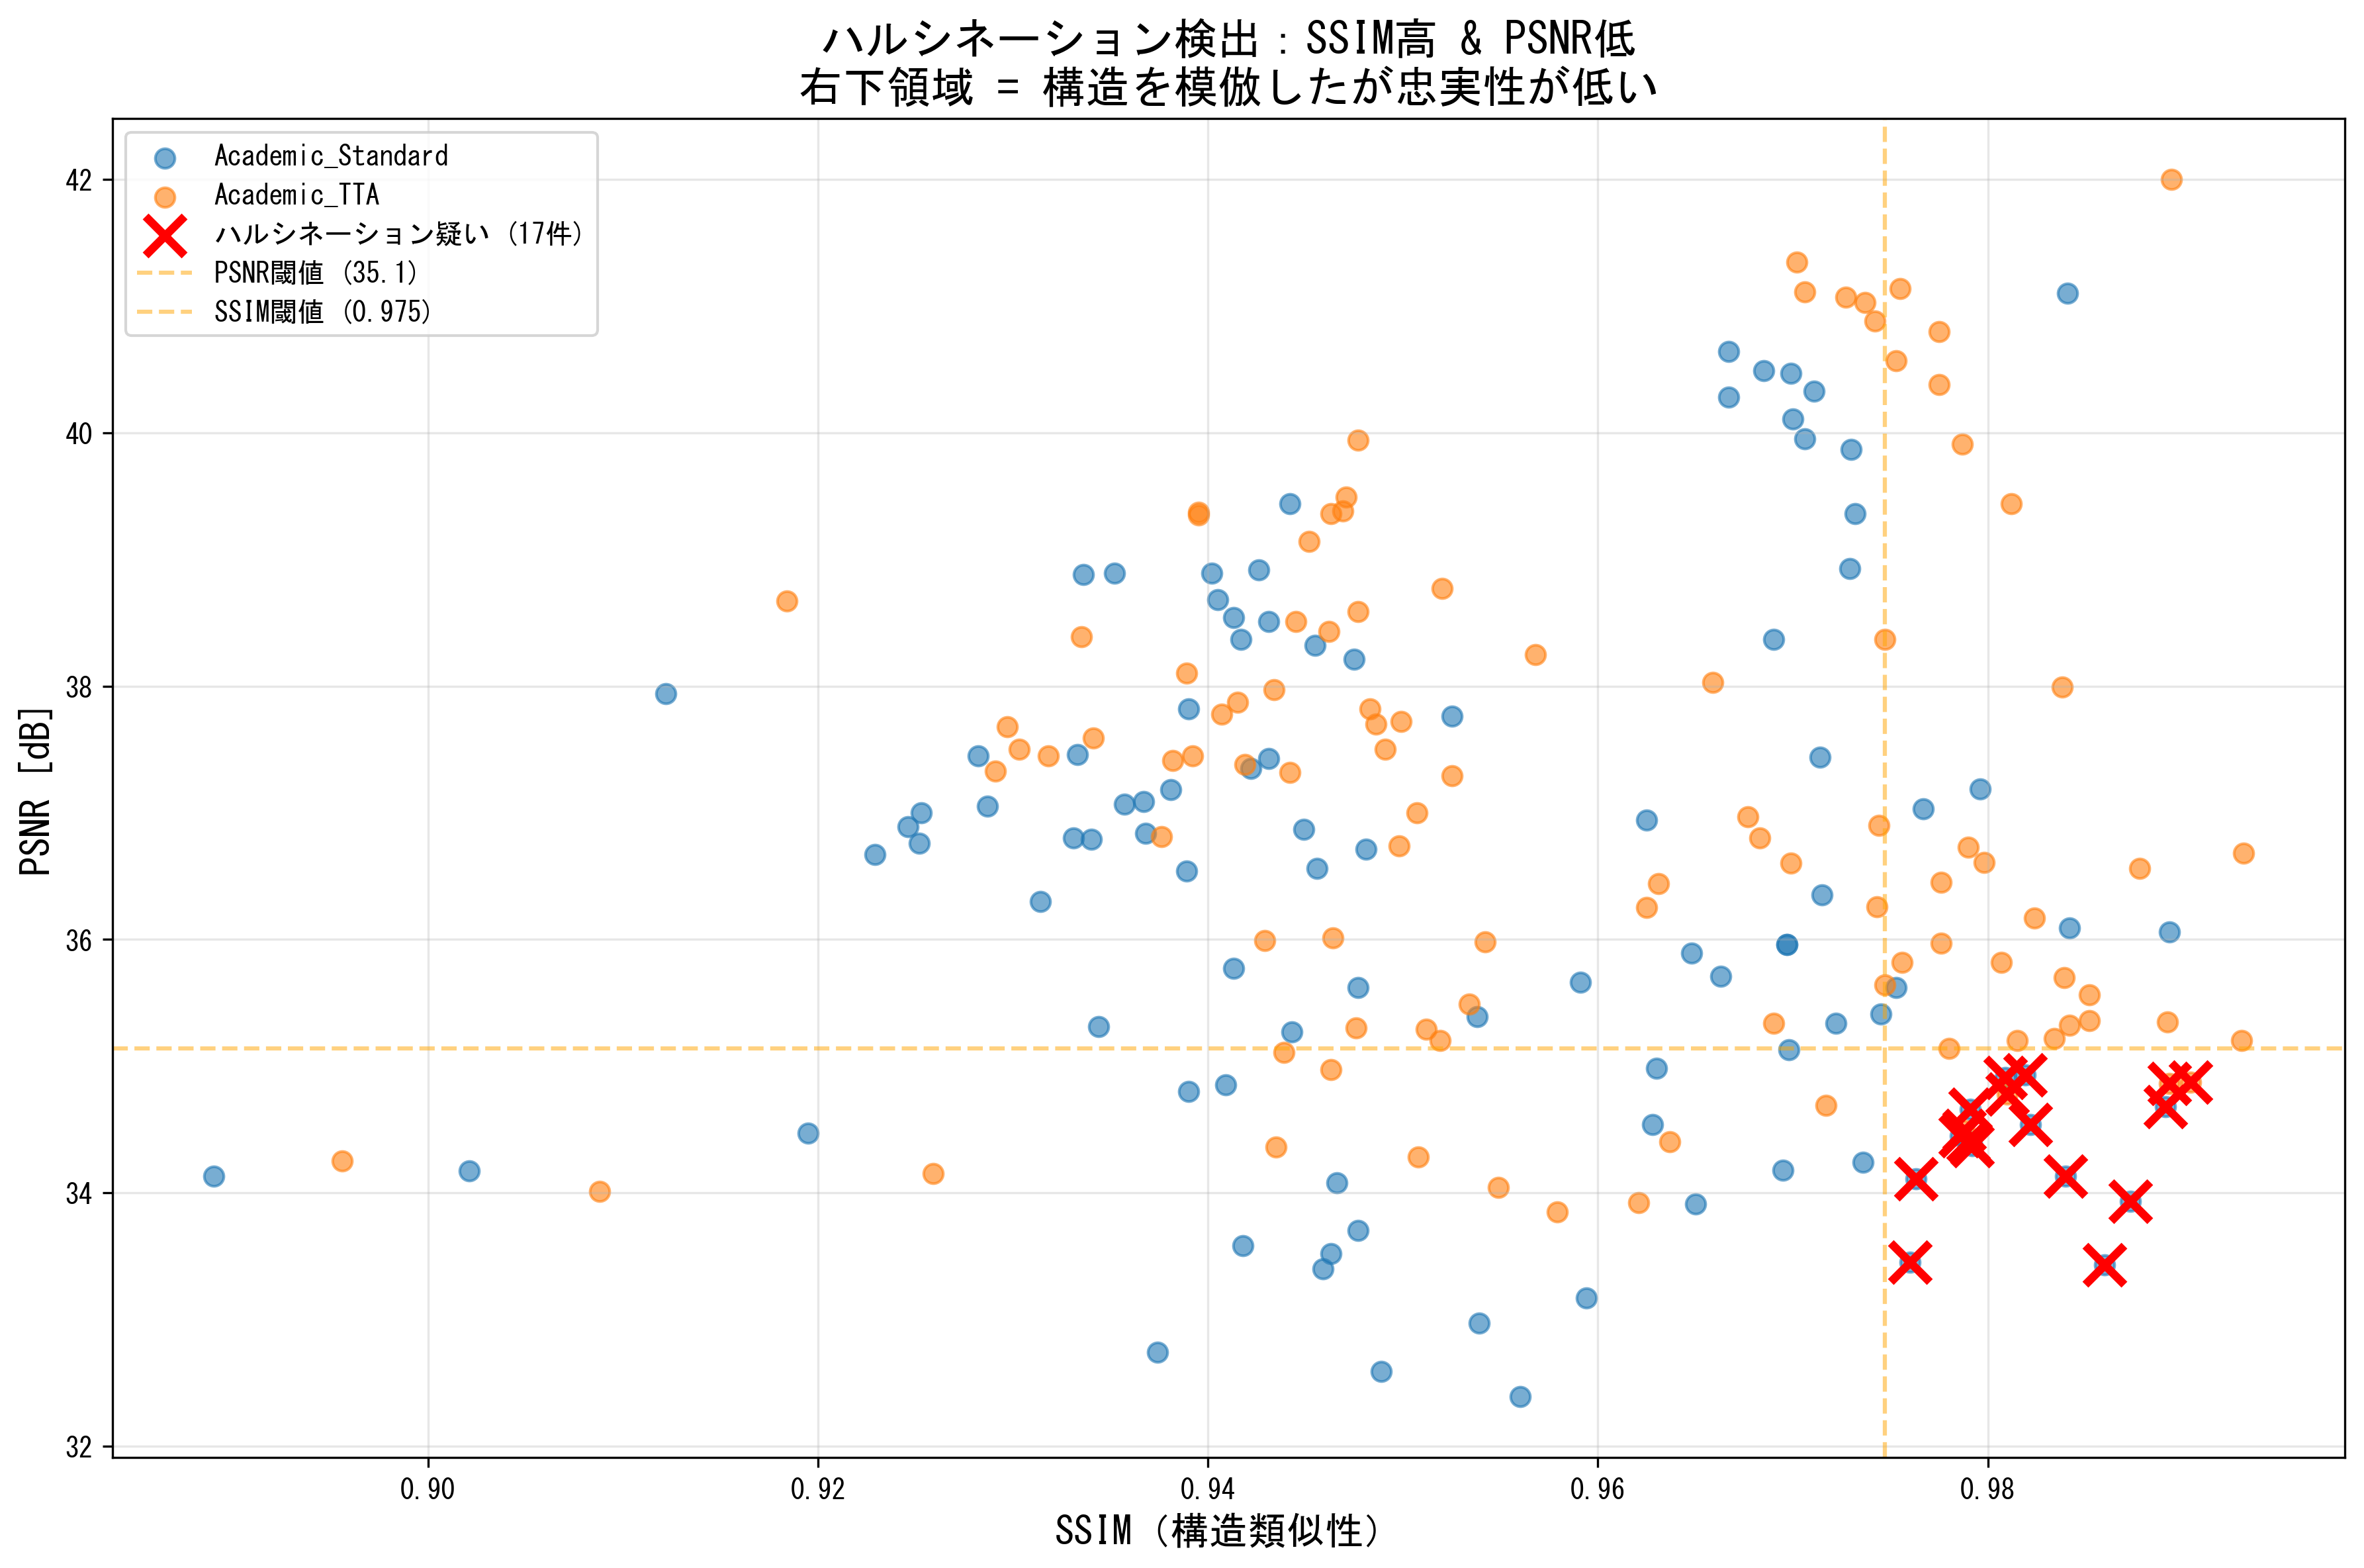 ハルシネーション検出：SSIM高 & PSNR低
右下領域 = 構造を模倣したが忠実性が低い
Academic_Standard
Academic_TTA
ハルシネーション疑い (17件)
PSNR閾値 (35.1)
SSIM閾値 (0.975)
42
40
38
36
34
32
PSNR [dB]
0.90
0.92
0.94
0.96
0.98
SSIM (構造類似性)